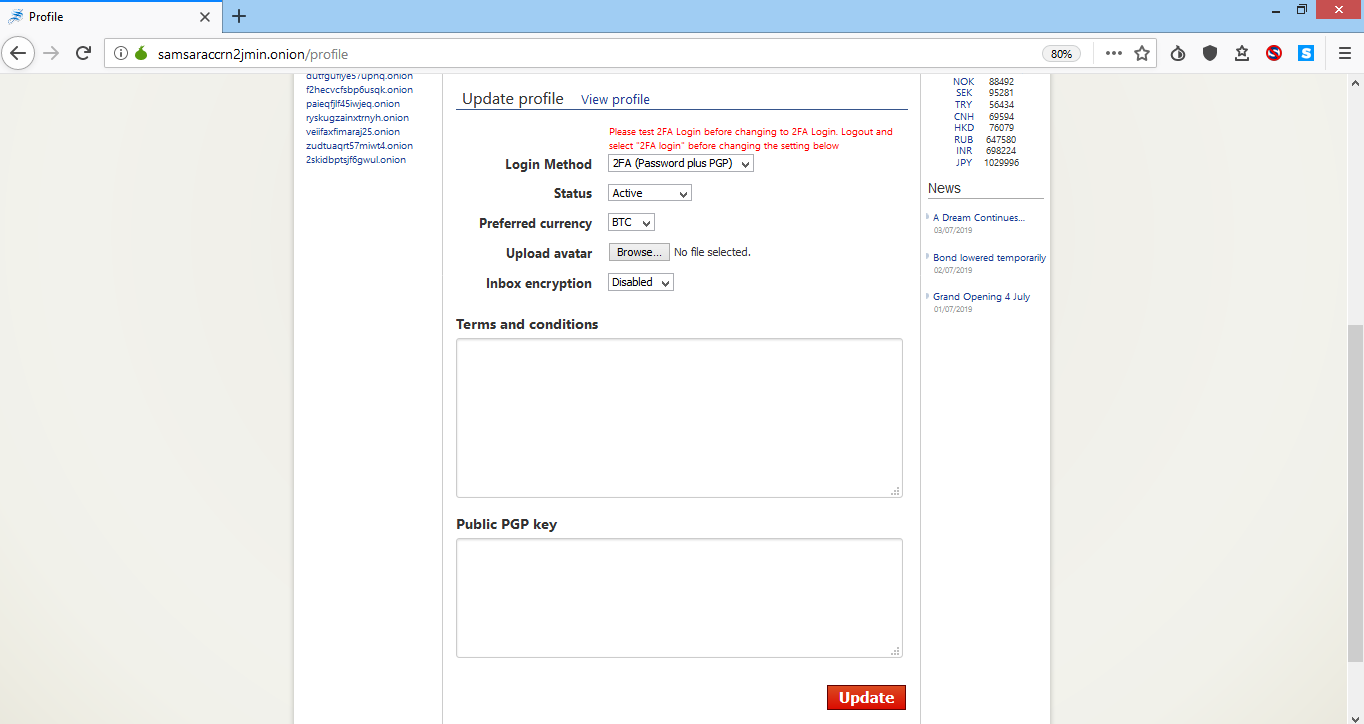 Profile
samsaraccrn2jmin.onion/profile
80%
f2hecvcfsbp6usqk.onion
paieqfjlf45iwjeq.onion
ryskugzainxtrnyh.onion
veiifaxfimaraj25.onion
zudtuaqrt57miwt4.onion
2skidbptsjf6gwul.onion
Update profile View profile
Please test 2FA Login before changing to 2FA Login. Logout and
select "2FA login" before changing the setting below
Login Method 2FA (Password plus PGP)
Status Active
Preferred currency BTC
Upload avatar Browse... No file selected.
Inbox encryption Disabled
Terms and conditions
Public PGP key
Update
NOK 88492
SEK 95281
TRY 56434
CNH 69594
HKD 76079
RUB 647580
INR 698224
JPY 1029996
News
A Dream Continues...
03/07/2019
Bond lowered temporarily
02/07/2019
Grand Opening 4 July
01/07/2019